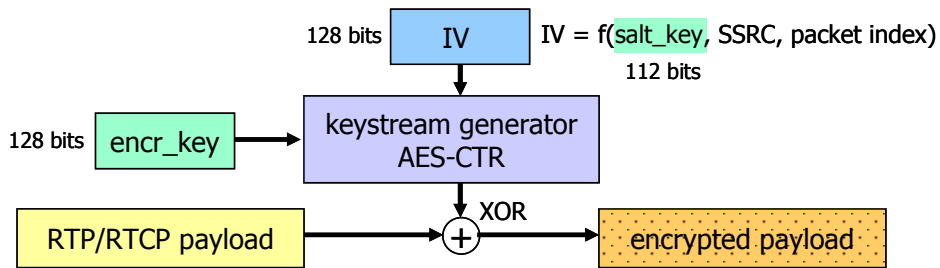 128 bits
IV
IV = f(salt_key, SSRC, packet index)
112 bits
128 bits
encr_key
keystream generator
AES-CTR
XOR
RTP/RTCP payload
+
encrypted payload